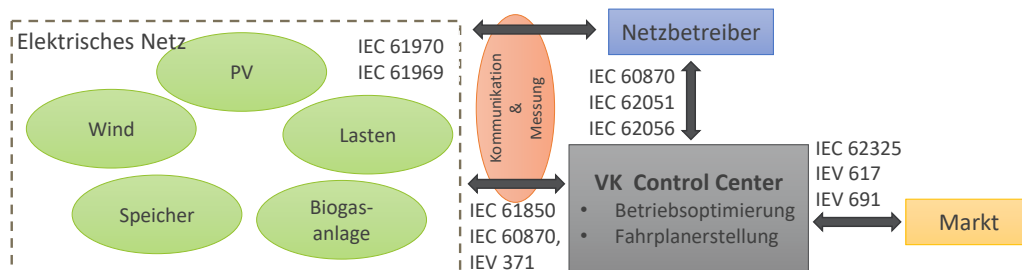 Elektrisches Netz
PV
Wind
Lasten
Speicher
Biogas-
anlage
IEC 61970
IEC 61969
Kommunikation
&
Messung
Netzbetreiber
IEC 60870
IEC 62051
IEC 62056
IEC 61850
IEC 60870,
IEV 371
VK Control Center
• Betriebsoptimierung
• Fahrplanerstellung
IEC 62325
IEV 617
IEV 691
Markt